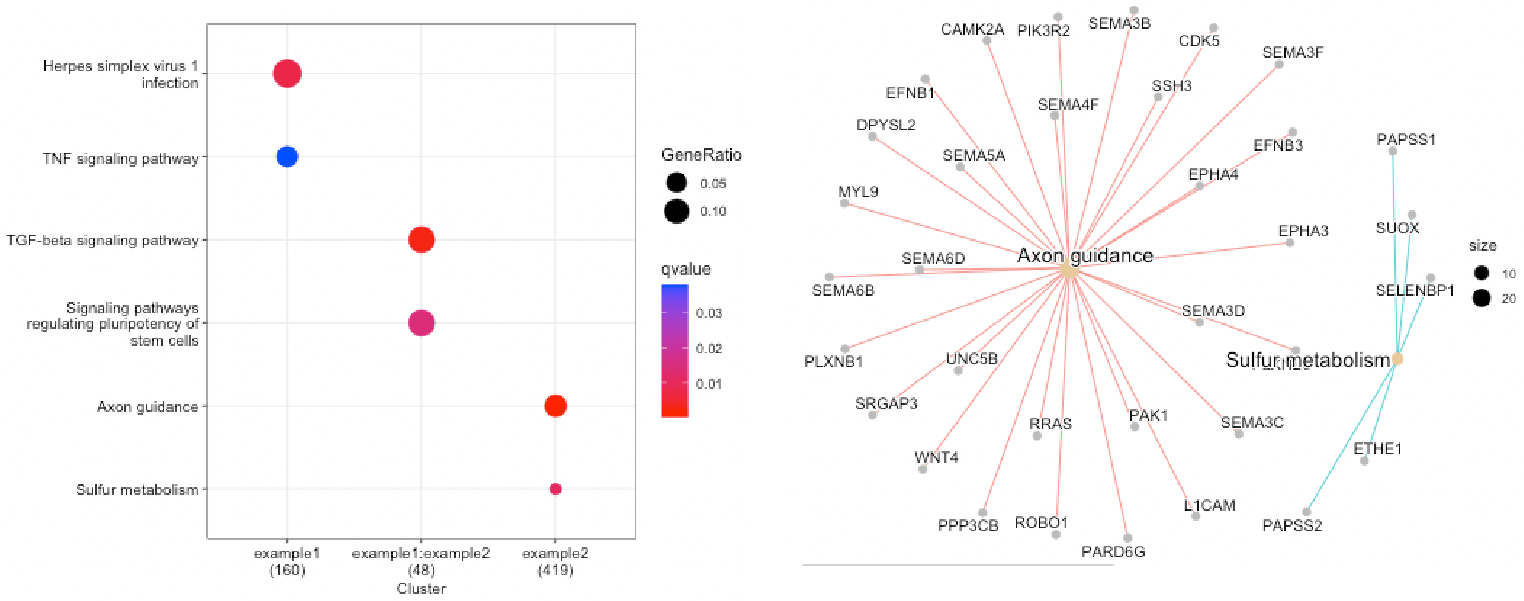 Herpes simplex virus 1
infection
TNF signaling pathway
TGF-beta signaling pathway
Signaling pathways
regulating pluripotency of
stem cells
Axon guidance
Sulfur metabolism
example1
(160)
example1:example2
(48)
example2
(419)
Cluster
GeneRatio
0.05
0.10
qvalue
0.03
0.02
0.01
CAMK2A
PIK3R2
SEMA3B
CDK5
SEMA3F
EFNB1
SEMA4F
SSH3
DPYSL2
EFNB3
PAPSS1
SEMA5A
EPHA4
MYL9
SUOX
EPHA3
Axon guidance
SEMA6D
SEMA6B
SELENBP1
SEMA3D
PLXNB1
UNC5B
Sulfur metabolism
SRGAP3
RRAS
PAK1
SEMA3C
WNT4
ETHE1
PPP3CB
ROBO1
L1CAM
PAPSS2
PARD6G
size
10
20